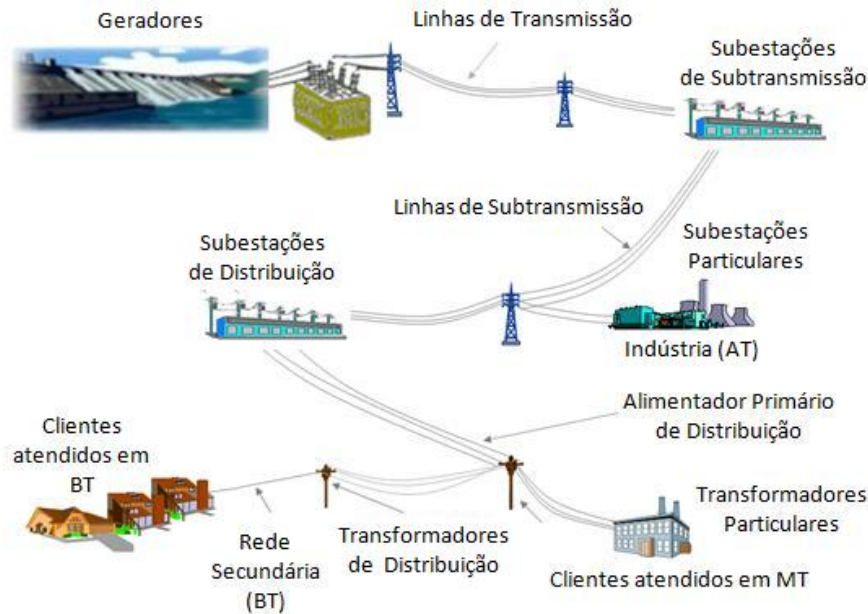 Geradores
Linhas de Transmissão
Subestações
de Subtransmissão
Linhas de Subtransmissão
Subestações
Particulares
Indústria (AT)
Subestações
de Distribuição
Alimentador Primário
de Distribuição
Clientes
atendidos em
BT
Rede
Secundária
(BT)
Transformadores
de Distribuição
Transformadores
Particulares
Clientes atendidos em MT